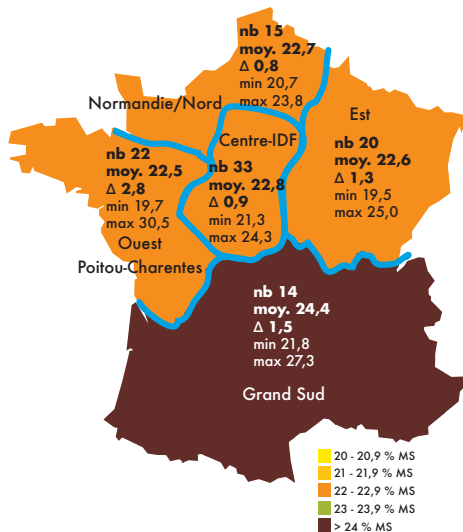 nb 15
moy. 22,7
Δ 0,8
min 20,7
max 23,8
Normandie/Nord
Est
nb 20
moy. 22,6
Δ 1,3
min 19,5
max 25,0
Centre-IDF
nb 33
moy. 22,8
Δ 0,9
min 21,3
max 24,3
nb 22
moy. 22,5
Δ 2,8
min 19,7
max 30,5
Ouest
Poitou-Charentes
nb 14
moy. 24,4
Δ 1,5
min 21,8
max 27,3
Grand Sud
20 - 20,9 % MS
21 - 21,9 % MS
22 - 22,9 % MS
23 - 23,9 % MS
> 24 % MS